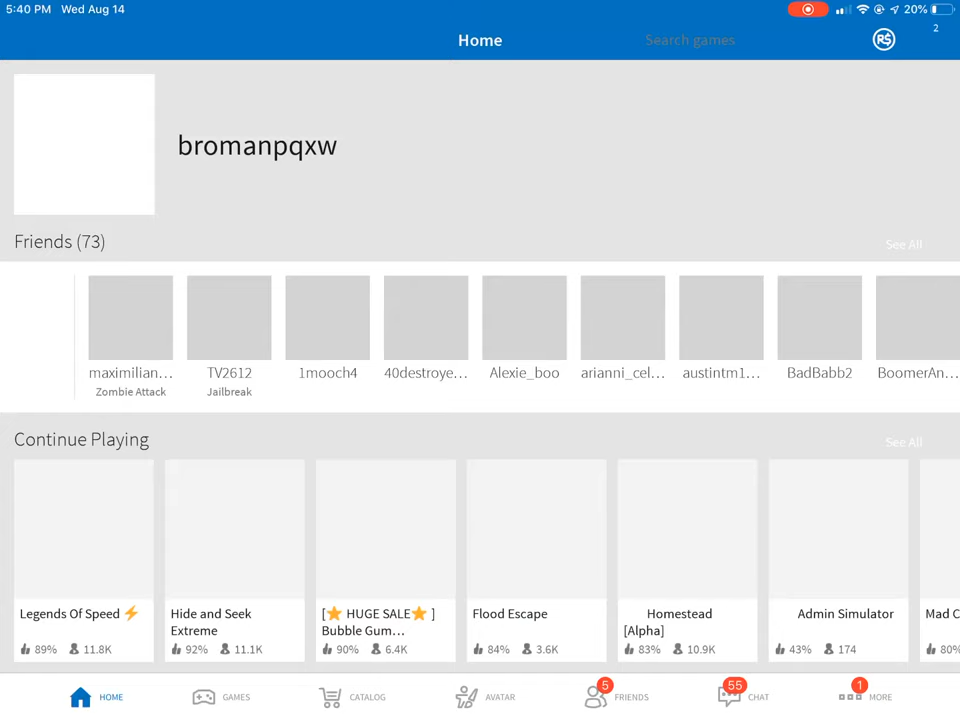 5:40 PM Wed Aug 14
20%
Home
Search games
R$
2
bromanpqxw
Friends (73)
See All
maximilian...
TV2612
1mooch4
40destroye...
Alexie_boo
arianni_cel...
austintm1...
BadBabb2
BoomerAn...
Zombie Attack
Jailbreak
Continue Playing
See All
Legends Of Speed ⚡
89% 11.8K
Hide and Seek
Extreme
92% 11.1K
[⭐ HUGE SALE⭐ ]
Bubble Gum...
90% 6.4K
Flood Escape
84% 3.6K
Homestead
[Alpha]
83% 10.9K
Admin Simulator
43% 174
Mad C
80%
HOME
GAMES
CATALOG
AVATAR
5
FRIENDS
55
CHAT
1
MORE